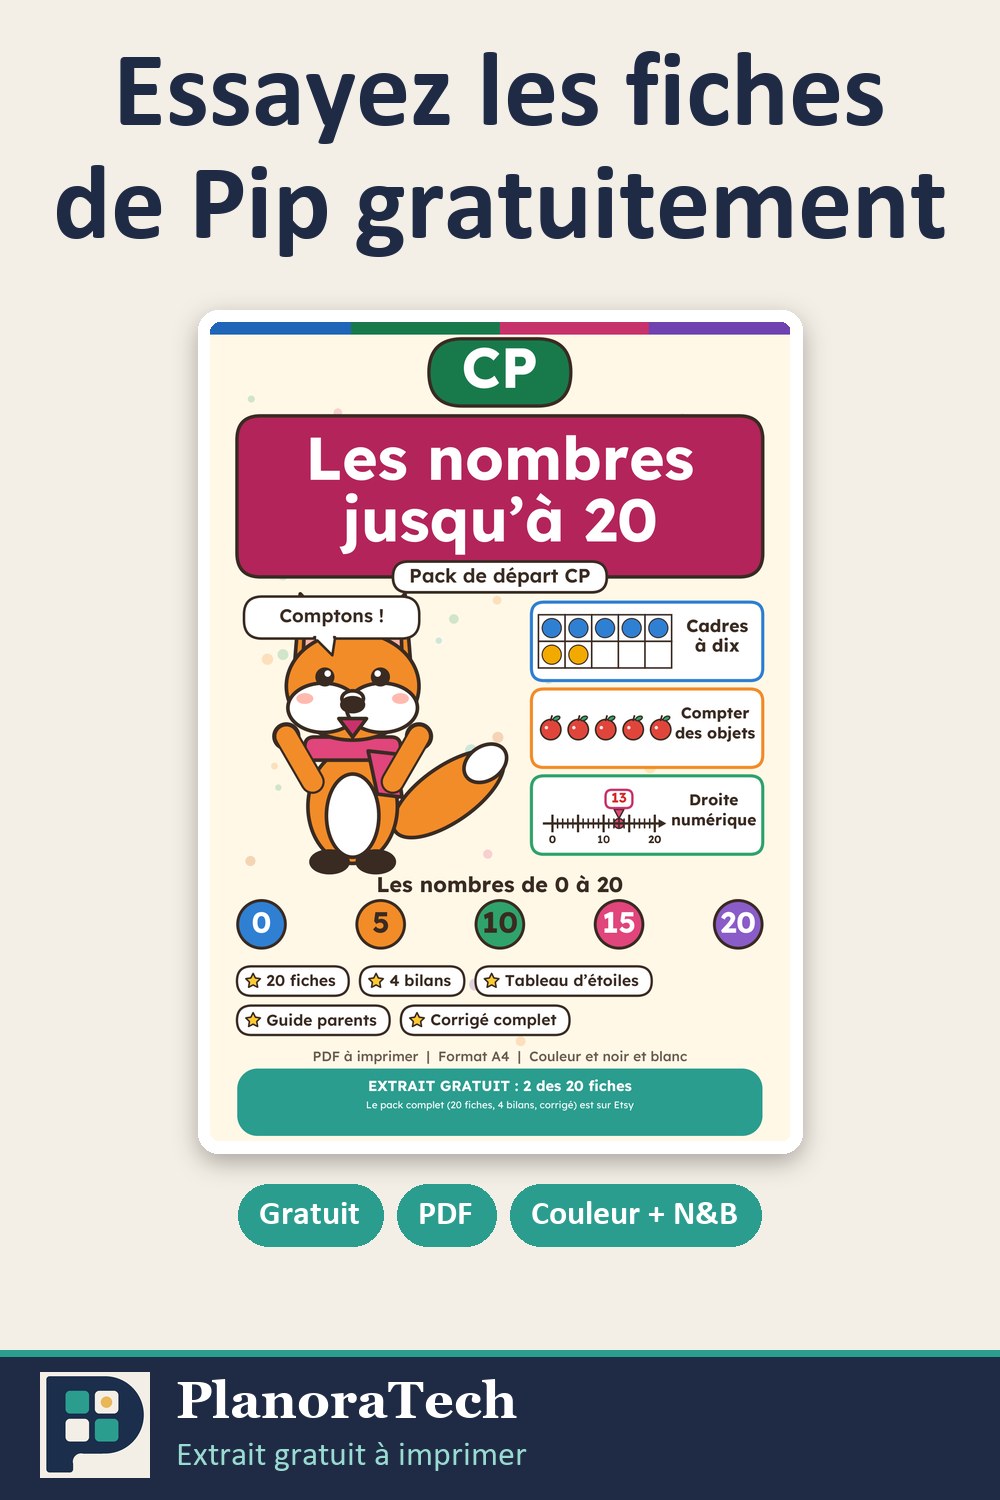 Essayez les fiches
de Pip gratuitement
CP
Les nombres
jusqu’à 20
Pack de départ CP
Comptons !
Cadres
à dix
Compter
des objets
13
0 10 20
Droite
numérique
Les nombres de 0 à 20
0 5 10 15 20
20 fiches 4 bilans Tableau d’étoiles
Guide parents Corrigé complet
PDF à imprimer | Format A4 | Couleur et noir et blanc
EXTRAIT GRATUIT : 2 des 20 fiches
Le pack complet (20 fiches, 4 bilans, corrigé) est sur Etsy
Gratuit PDF Couleur + N&B
PlanoraTech
Extrait gratuit à imprimer